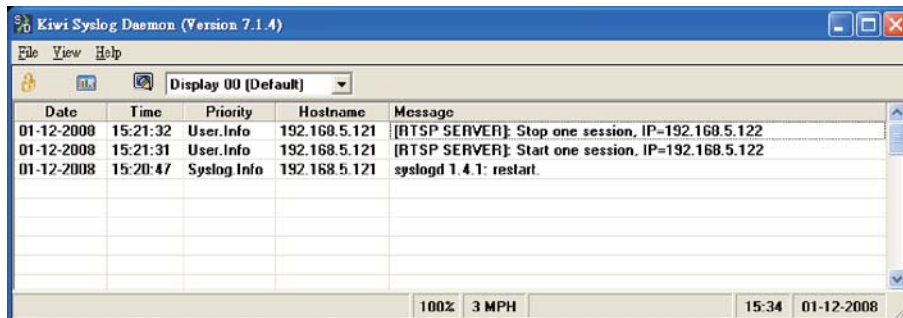 Kiwi Syslog Daemon (Version 7.1.4)
File View Help
Display 00 (Default)
Date Time Priority Hostname Message
01-12-2008 15:21:32 User.Info 192.168.5.121 [RTSP SERVER]: Stop one session, IP=192.168.5.122
01-12-2008 15:21:31 User.Info 192.168.5.121 [RTSP SERVER]: Start one session, IP=192.168.5.122
01-12-2008 15:20:47 Syslog.Info 192.168.5.121 syslogd 1.4.1: restart.
100% 3 MPH 15:34 01-12-2008